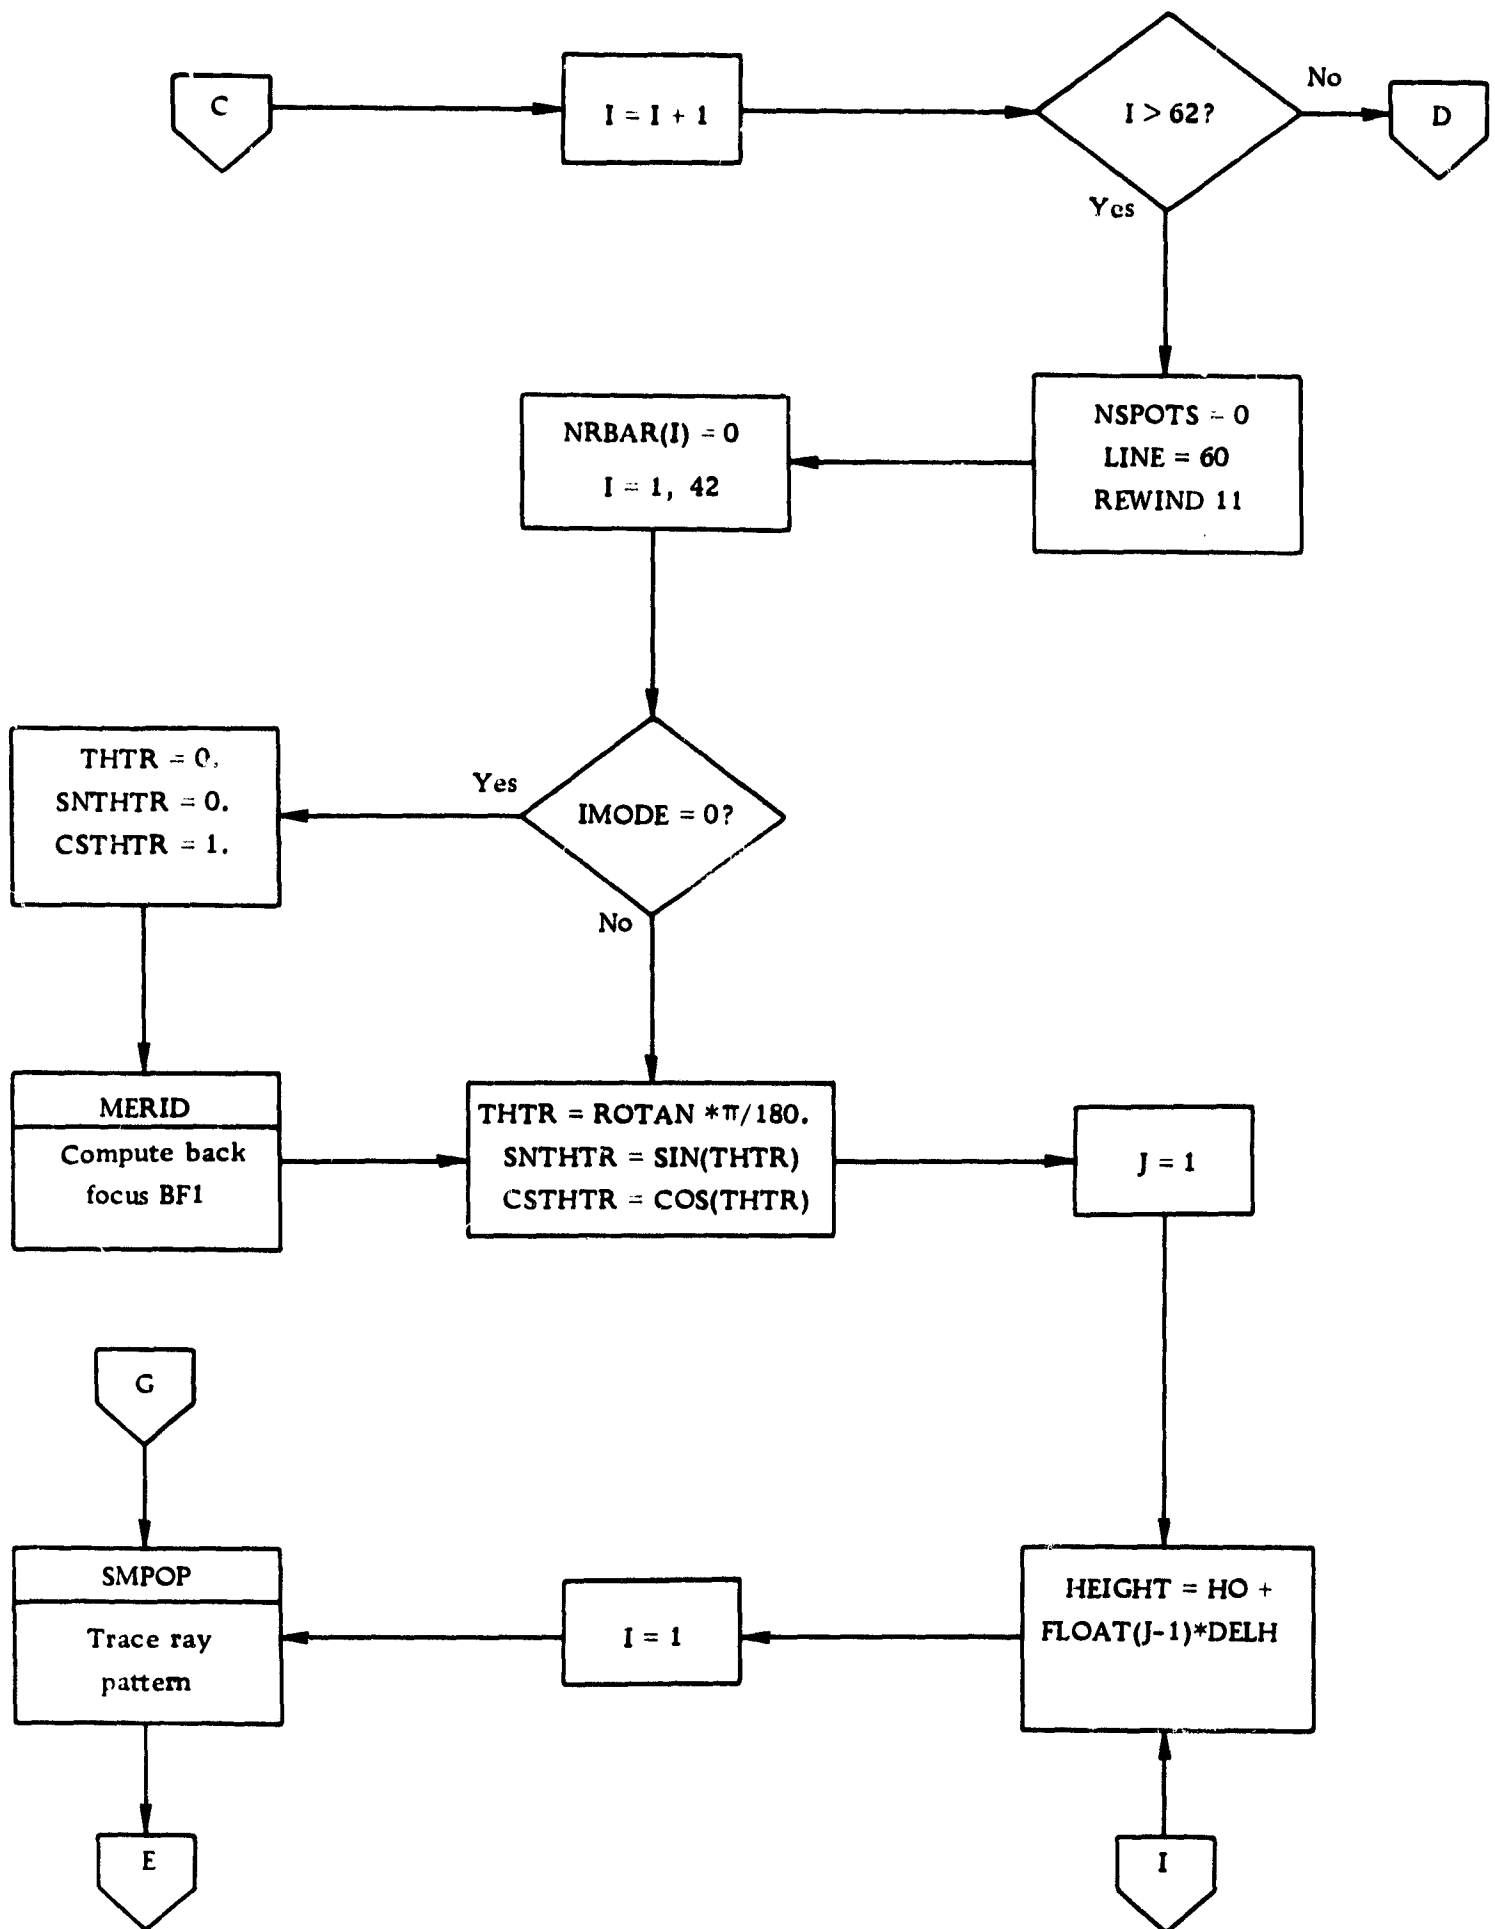 C
I = I + 1
I > 62?
No
D
Yes
NSPOTS = 0
LINE = 60
REWIND 11
NRBAR(I) = 0
I = 1, 42
IMODE = 0?
Yes
No
THTR = 0.
SNTHTR = 0.
CSTHTR = 1.
MERID
Compute back
focus BF1
THTR = ROTAN *π/180.
SNTHTR = SIN(THTR)
CSTHTR = COS(THTR)
J = 1
HEIGHT = HO +
FLOAT(J-1)*DELH
I
I = 1
G
SMPOP
Trace ray
pattern
E